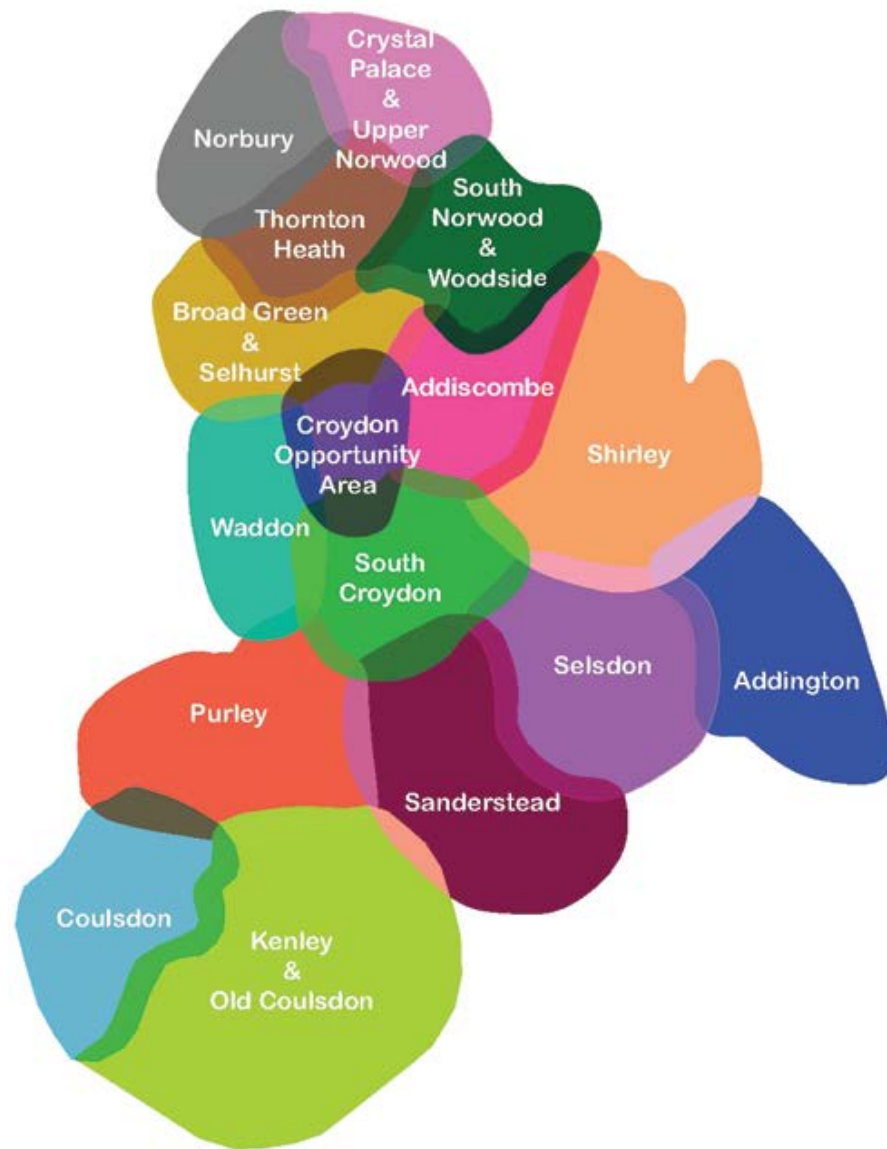 Crystal
Palace
&
Upper
Norwood
Norbury
South
Norwood
&
Woodside
Thornton
Heath
Broad Green
&
Selhurst
Addiscombe
Croydon
Opportunity
Area
Shirley
Waddon
South
Croydon
Selsdon
Addington
Purley
Sanderstead
Coulsdon
Kenley
&
Old Coulsdon